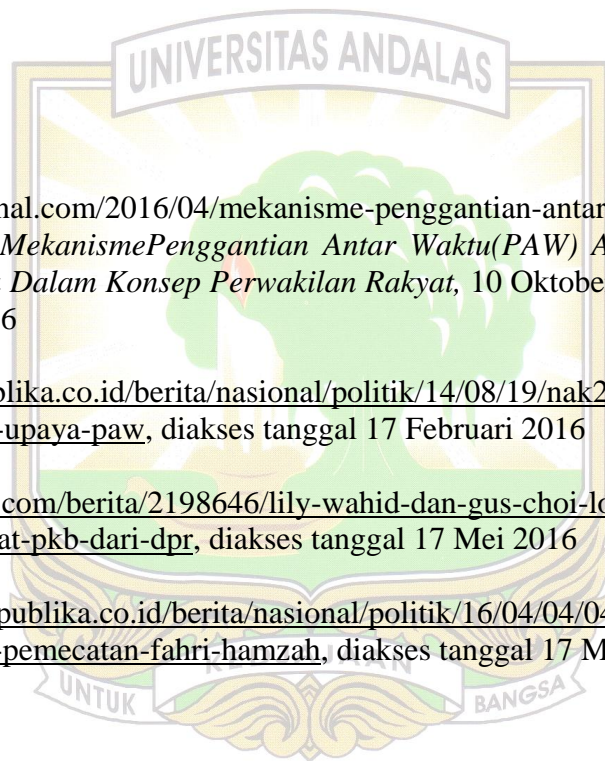 UNIVERSITAS ANDALAS
nal.com/2016/04/mekanisme-penggantian-antar
MekanismePenggantian Antar Waktu(PAW) A
Dalam Konsep Perwakilan Rakyat, 10 Oktober
6
blika.co.id/berita/nasional/politik/14/08/19/nak2
-upaya-paw, diakses tanggal 17 Februari 2016
.com/berita/2198646/lily-wahid-dan-gus-choi-lo
at-pkb-dari-dpr, diakses tanggal 17 Mei 2016
publika.co.id/berita/nasional/politik/16/04/04/04
-pemecatan-fahri-hamzah, diakses tanggal 17 M
UNTUK
BANGSA